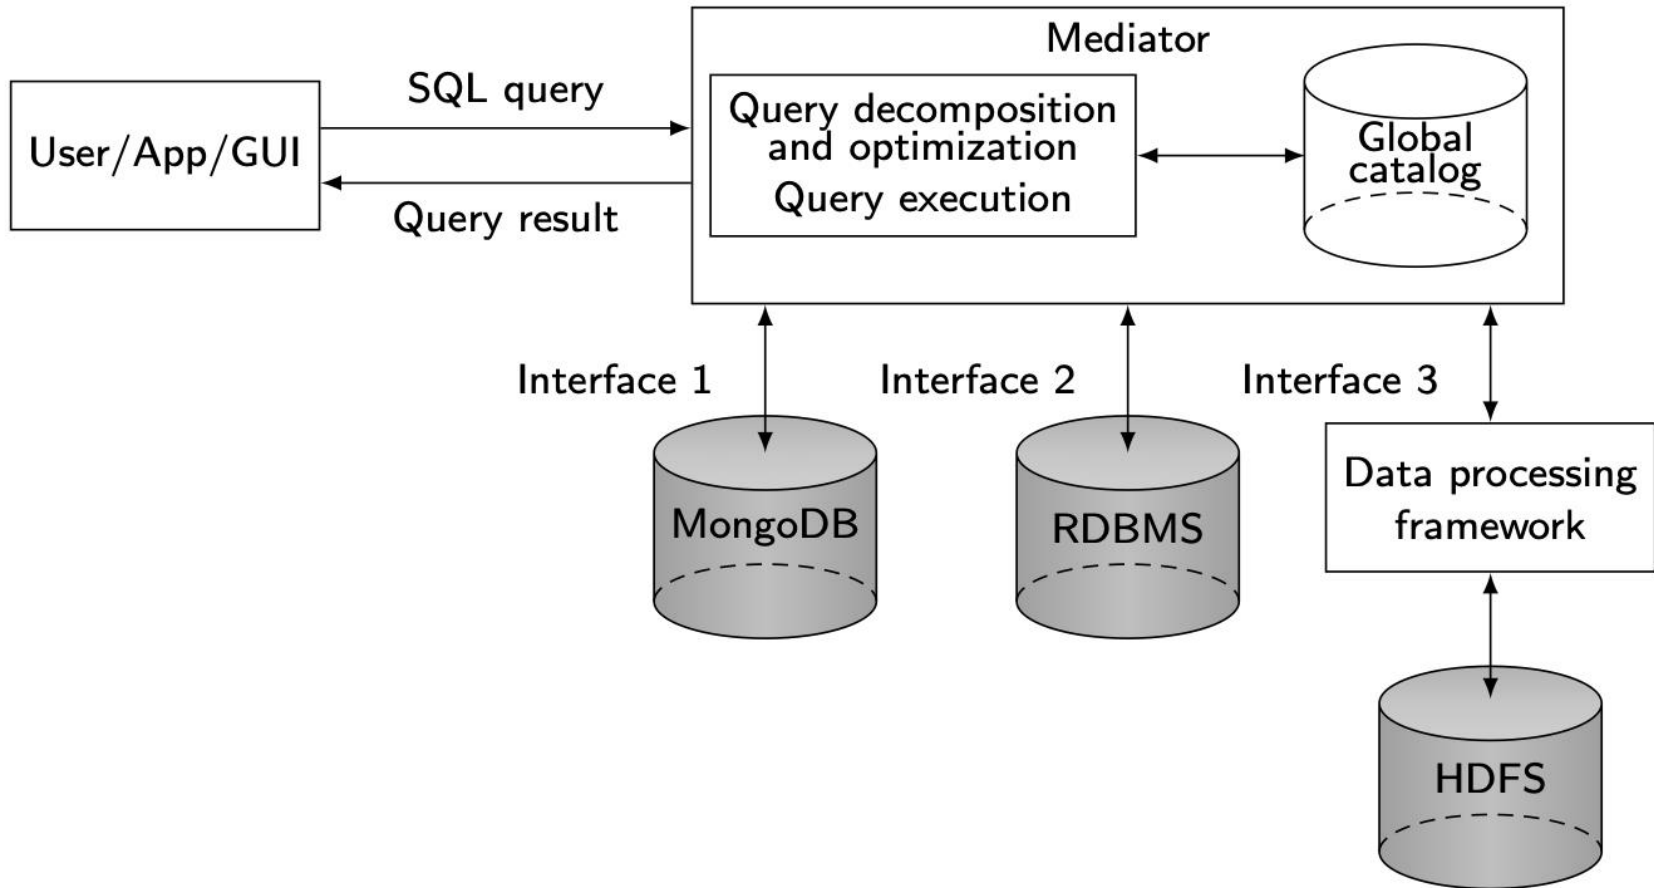 Mediator
SQL query
User/App/GUI
Query result
Query decomposition
and optimization
Query execution
Global
catalog
Interface 1
Interface 2
Interface 3
MongoDB
RDBMS
Data processing
framework
HDFS